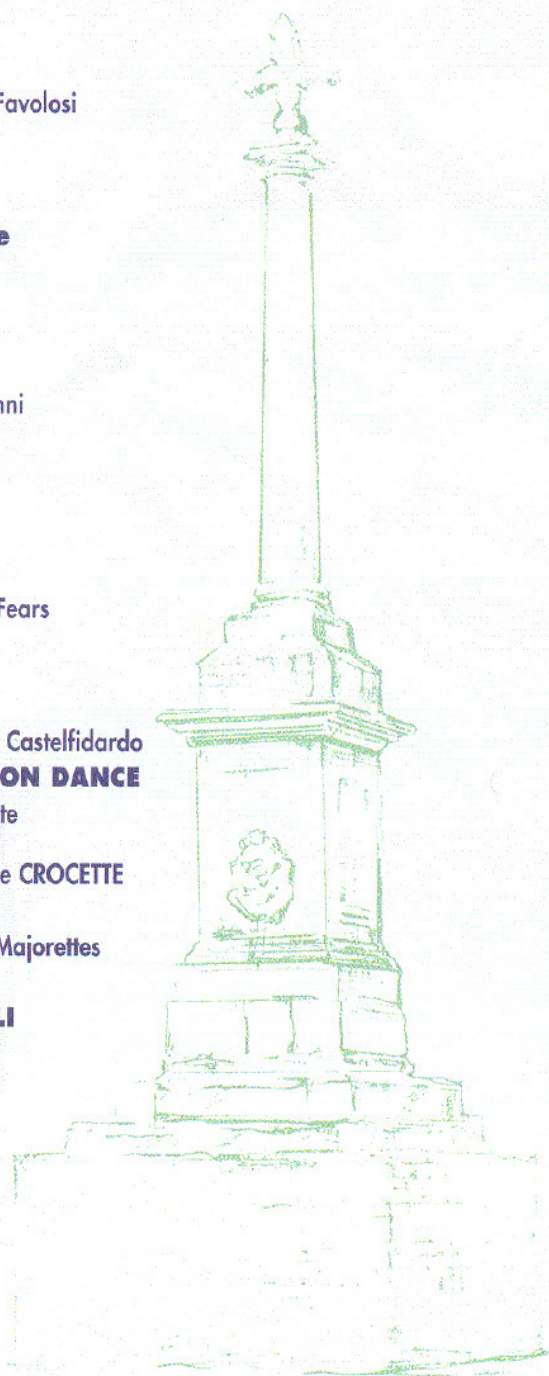 Favolosi
e
nni
Fears
Castelfidardo
ON DANCE
te
e CROCETTE
Majorettes
LI